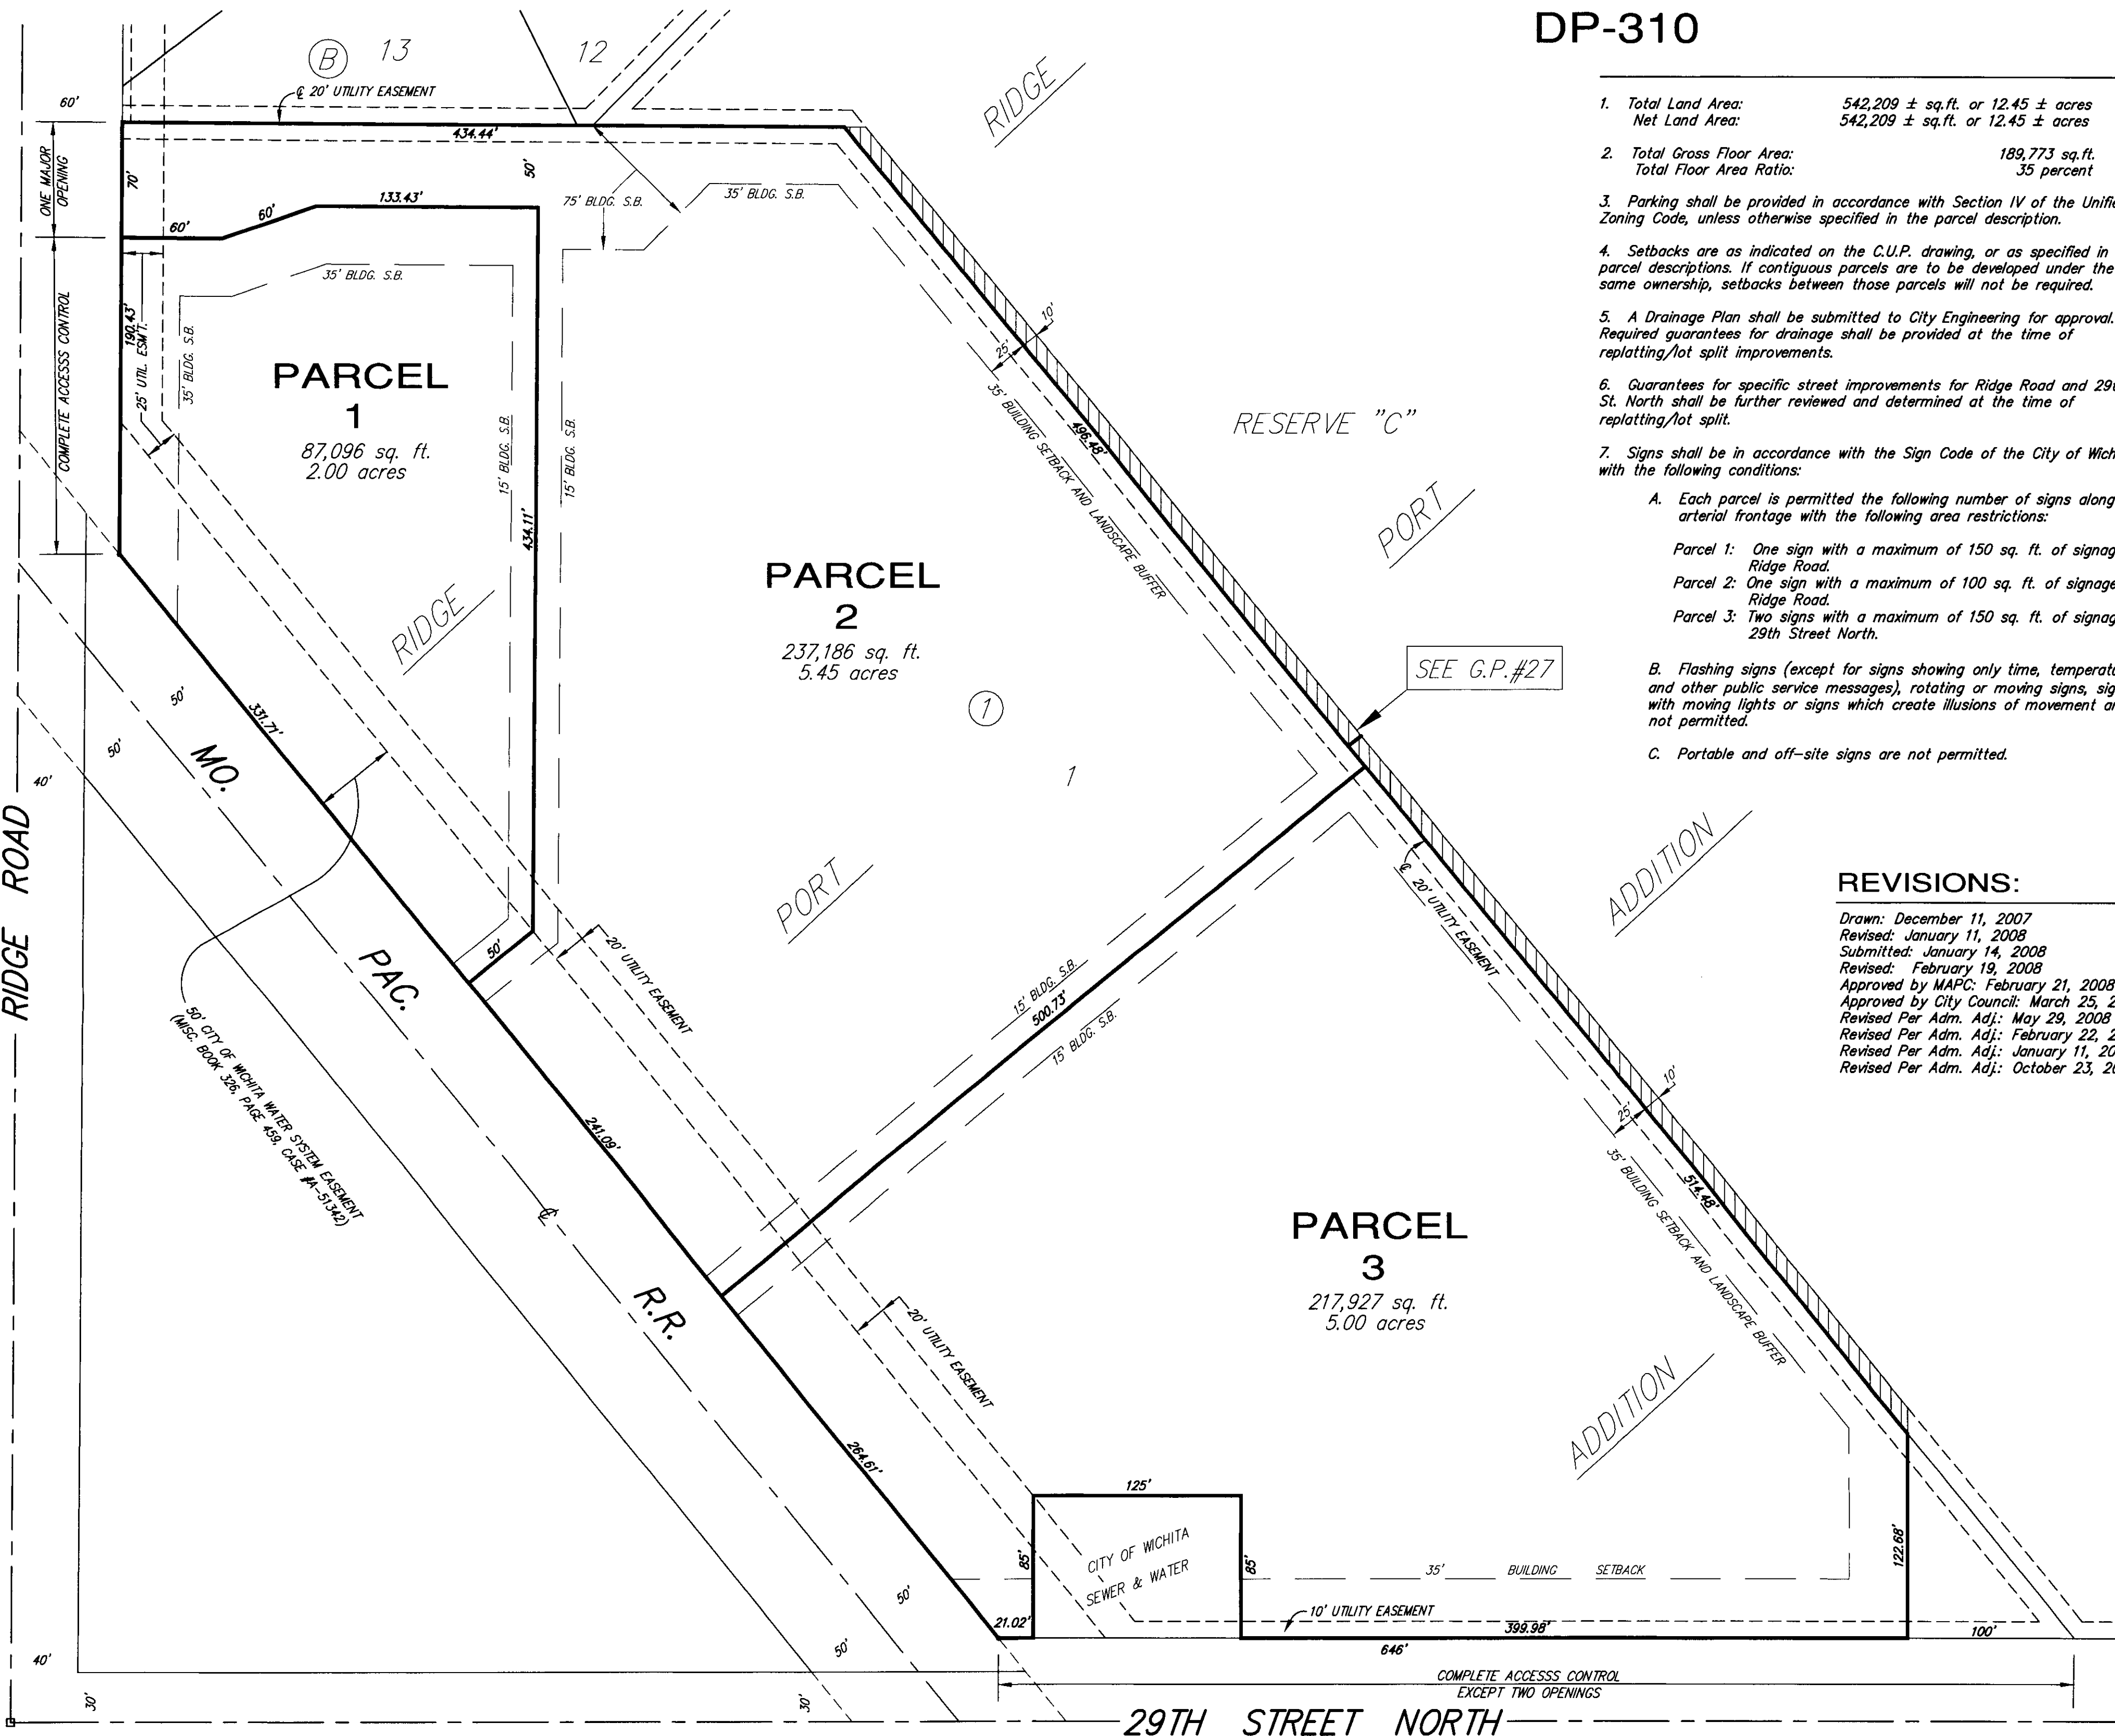 DP-310
1. Total Land Area: 542,209 ± sq.ft. or 12.45 ± acres
Net Land Area: 542,209 ± sq.ft. or 12.45 ± acres
2. Total Gross Floor Area: 189,773 sq.ft.
Total Floor Area Ratio: 35 percent
3. Parking shall be provided in accordance with Section IV of the Unifie
Zoning Code, unless otherwise specified in the parcel description.
4. Setbacks are as indicated on the C.U.P. drawing, or as specified in
parcel descriptions. If contiguous parcels are to be developed under the
same ownership, setbacks between those parcels will not be required.
5. A Drainage Plan shall be submitted to City Engineering for approval.
Required guarantees for drainage shall be provided at the time of
replatting/lot split improvements.
6. Guarantees for specific street improvements for Ridge Road and 29t
St. North shall be further reviewed and determined at the time of
replatting/lot split.
7. Signs shall be in accordance with the Sign Code of the City of Wich
with the following conditions:
A. Each parcel is permitted the following number of signs along
arterial frontage with the following area restrictions:
Parcel 1: One sign with a maximum of 150 sq. ft. of signag
Ridge Road.
Parcel 2: One sign with a maximum of 100 sq. ft. of signage
Ridge Road.
Parcel 3: Two signs with a maximum of 150 sq. ft. of signag
29th Street North.
B. Flashing signs (except for signs showing only time, temperatu
and other public service messages), rotating or moving signs, sig
with moving lights or signs which create illusions of movement a
not permitted.
C. Portable and off-site signs are not permitted.
REVISIONS:
Drawn: December 11, 2007
Revised: January 11, 2008
Submitted: January 14, 2008
Revised: February 19, 2008
Approved by MAPC: February 21, 2008
Approved by City Council: March 25, 2
Revised Per Adm. Adj.: May 29, 2008
Revised Per Adm. Adj.: February 22, 2
Revised Per Adm. Adj.: January 11, 20
Revised Per Adm. Adj.: October 23, 20
B 13 12
℄ 20' UTILITY EASEMENT
60'
434.44'
ONE MAJOR
OPENING
70'
50'
133.43'
60'
60'
75' BLDG. S.B.
35' BLDG. S.B.
RIDGE
35' BLDG. S.B.
COMPLETE ACCESSS CONTROL
190.43'
25' UTIL. ESM'T.
35' BLDG. S.B.
PARCEL
1
87,096 sq. ft.
2.00 acres
15' BLDG. S.B.
15' BLDG. S.B.
434.11'
10'
25'
35' BUILDING SETBACK AND LANDSCAPE BUFFER
496.48'
RESERVE "C"
PORT
PARCEL
2
237,186 sq. ft.
5.45 acres
1
1
RIDGE
SEE G.P.#27
50'
331.71'
50'
MO.
40'
RIDGE ROAD
PORT
ADDITION
℄ 20' UTILITY EASEMENT
50'
20' UTILITY EASEMENT
PAC.
15' BLDG. S.B.
500.73'
15' BLDG. S.B.
50' CITY OF WICHITA WATER SYSTEM EASEMENT
(MISC. BOOK 326, PAGE 459, CASE #A-51342)
241.09'
℄
10'
25'
35' BUILDING SETBACK AND LANDSCAPE BUFFER
514.48'
PARCEL
3
217,927 sq. ft.
5.00 acres
R.R.
20' UTILITY EASEMENT
264.61'
ADDITION
125'
85'
CITY OF WICHITA
SEWER & WATER
85'
35' BUILDING SETBACK
122.68'
50'
21.02'
10' UTILITY EASEMENT
399.98'
100'
50'
646'
40'
COMPLETE ACCESSS CONTROL
EXCEPT TWO OPENINGS
30'
30'
29TH STREET NORTH